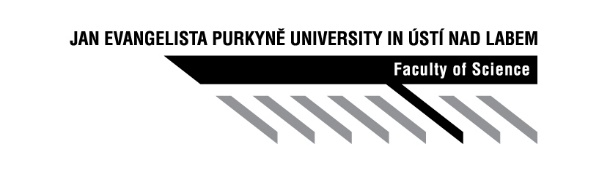 JAN EVANGELISTA PURKYNĚ UNIVERSITY IN ÚSTÍ NAD LABEM
Faculty of Science